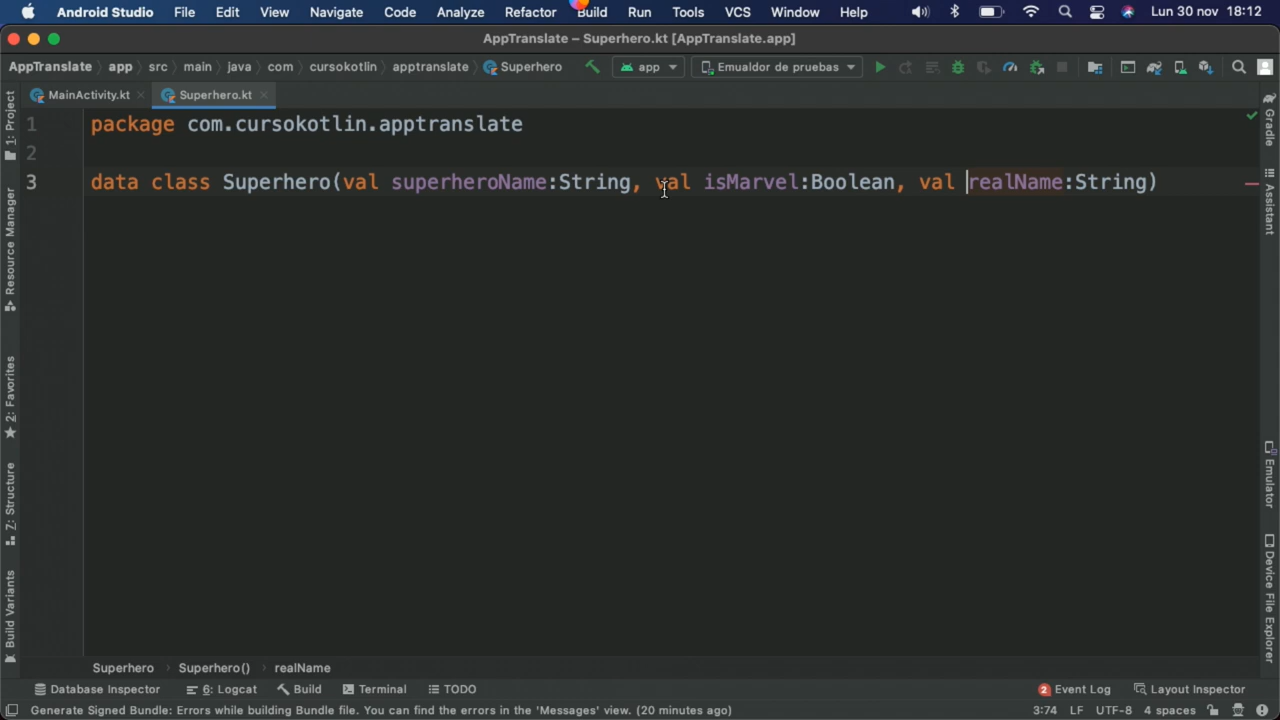 Android Studio File Edit View Navigate Code Analyze Refactor Build Run Tools VCS Window Help Lun 30 nov 18:12
AppTranslate – Superhero.kt [AppTranslate.app]
AppTranslate app src main java com cursokotlin apptranslate Superhero app Emualdor de pruebas
MainActivity.kt Superhero.kt
1 package com.cursokotlin.apptranslate
2
3 data class Superhero(val superheroName:String, val isMarvel:Boolean, val realName:String)
1: Project
Resource Manager
2: Favorites
Z: Structure
Build Variants
Gradle
Assistant
Emulator
Device File Explorer
Superhero Superhero() realName
Database Inspector 6: Logcat Build Terminal TODO 2 Event Log Layout Inspector
Generate Signed Bundle: Errors while building Bundle file. You can find the errors in the 'Messages' view. (20 minutes ago) 3:74 LF UTF-8 4 spaces